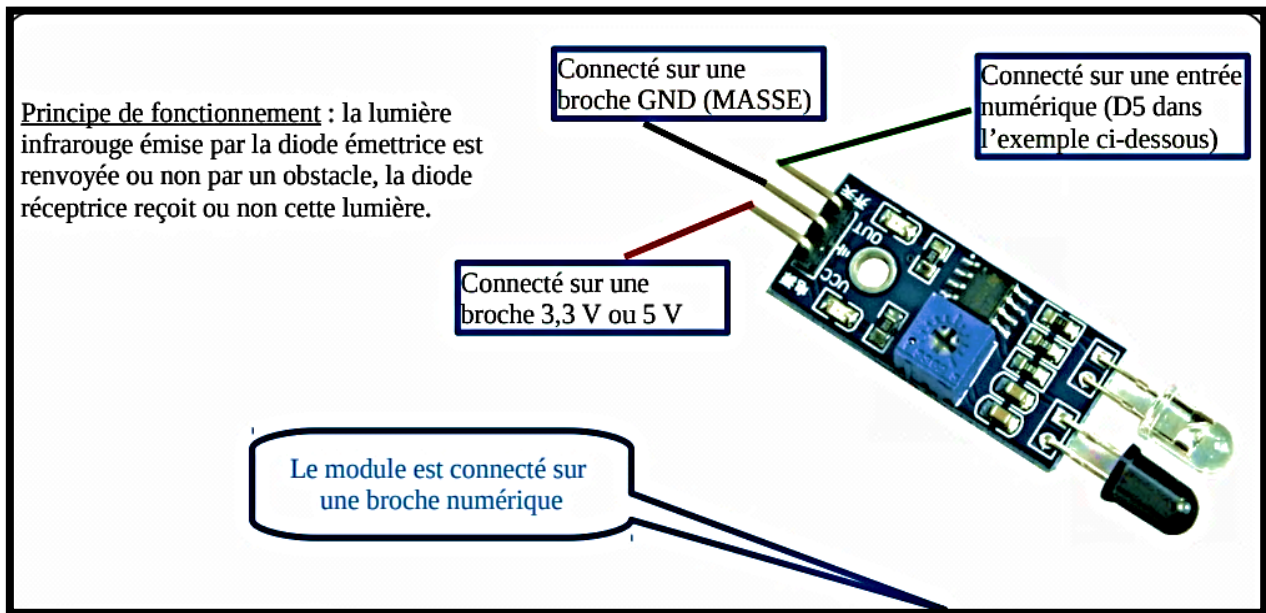 Principe de fonctionnement : la lumière
infrarouge émise par la diode émettrice est
renvoyée ou non par un obstacle, la diode
réceptrice reçoit ou non cette lumière.
Connecté sur une
broche GND (MASSE)
Connecté sur une entrée
numérique (D5 dans
l’exemple ci-dessous)
Connecté sur une
broche 3,3 V ou 5 V
开关
OUT
VCC
Le module est connecté sur
une broche numérique